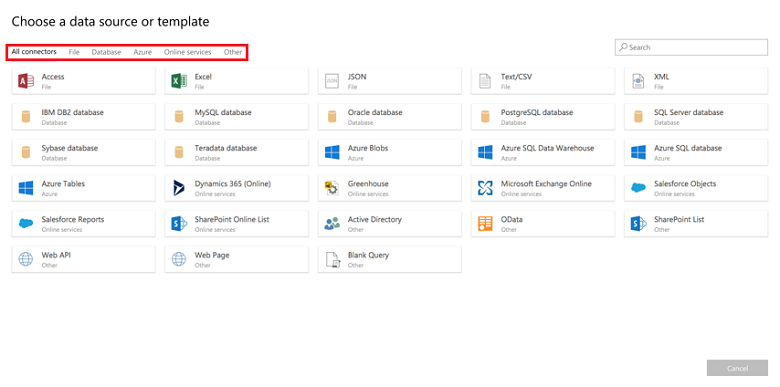 Choose a data source or template
All connectors File Database Azure Online services Other
Search
Access
File
Excel
File
JSON
File
Text/CSV
File
XML
File
IBM DB2 database
Database
MySQL database
Database
Oracle database
Database
PostgreSQL database
Database
SQL Server database
Database
Sybase database
Database
Teradata database
Database
Azure Blobs
Azure
Azure SQL Data Warehouse
Azure
Azure SQL database
Azure
Azure Tables
Azure
Dynamics 365 (Online)
Online services
Greenhouse
Online services
Microsoft Exchange Online
Online services
Salesforce Objects
Online services
Salesforce Reports
Online services
SharePoint Online List
Online services
Active Directory
Other
OData
Other
SharePoint List
Other
Web API
Other
Web Page
Other
Blank Query
Other
Cancel